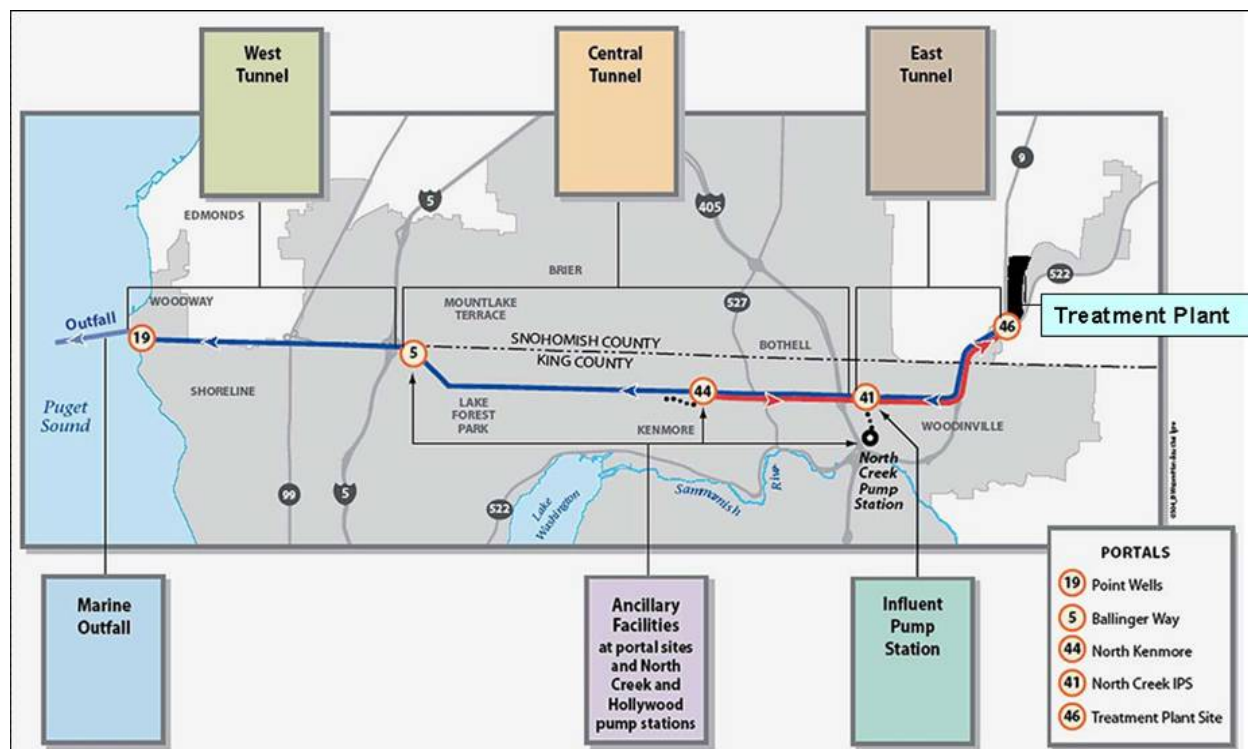 West
Tunnel
Central
Tunnel
East
Tunnel
EDMONDS
5
405
9
BRIER
522
WOODWAY
MOUNTLAKE
TERRACE
527
Treatment Plant
Outfall
19
5
SNOHOMISH COUNTY
KING COUNTY
BOTHELL
46
SHORELINE
LAKE
FOREST
PARK
44
KENMORE
41
WOODINVILLE
Puget
Sound
North
Creek
Pump
Station
99
5
522
Lake
Washington
Sammamish
River
Marine
Outfall
Ancillary
Facilities
at portal sites
and North
Creek and
Hollywood
pump stations
Influent
Pump
Station
PORTALS
19 Point Wells
5 Ballinger Way
44 North Kenmore
41 North Creek IPS
46 Treatment Plant Site